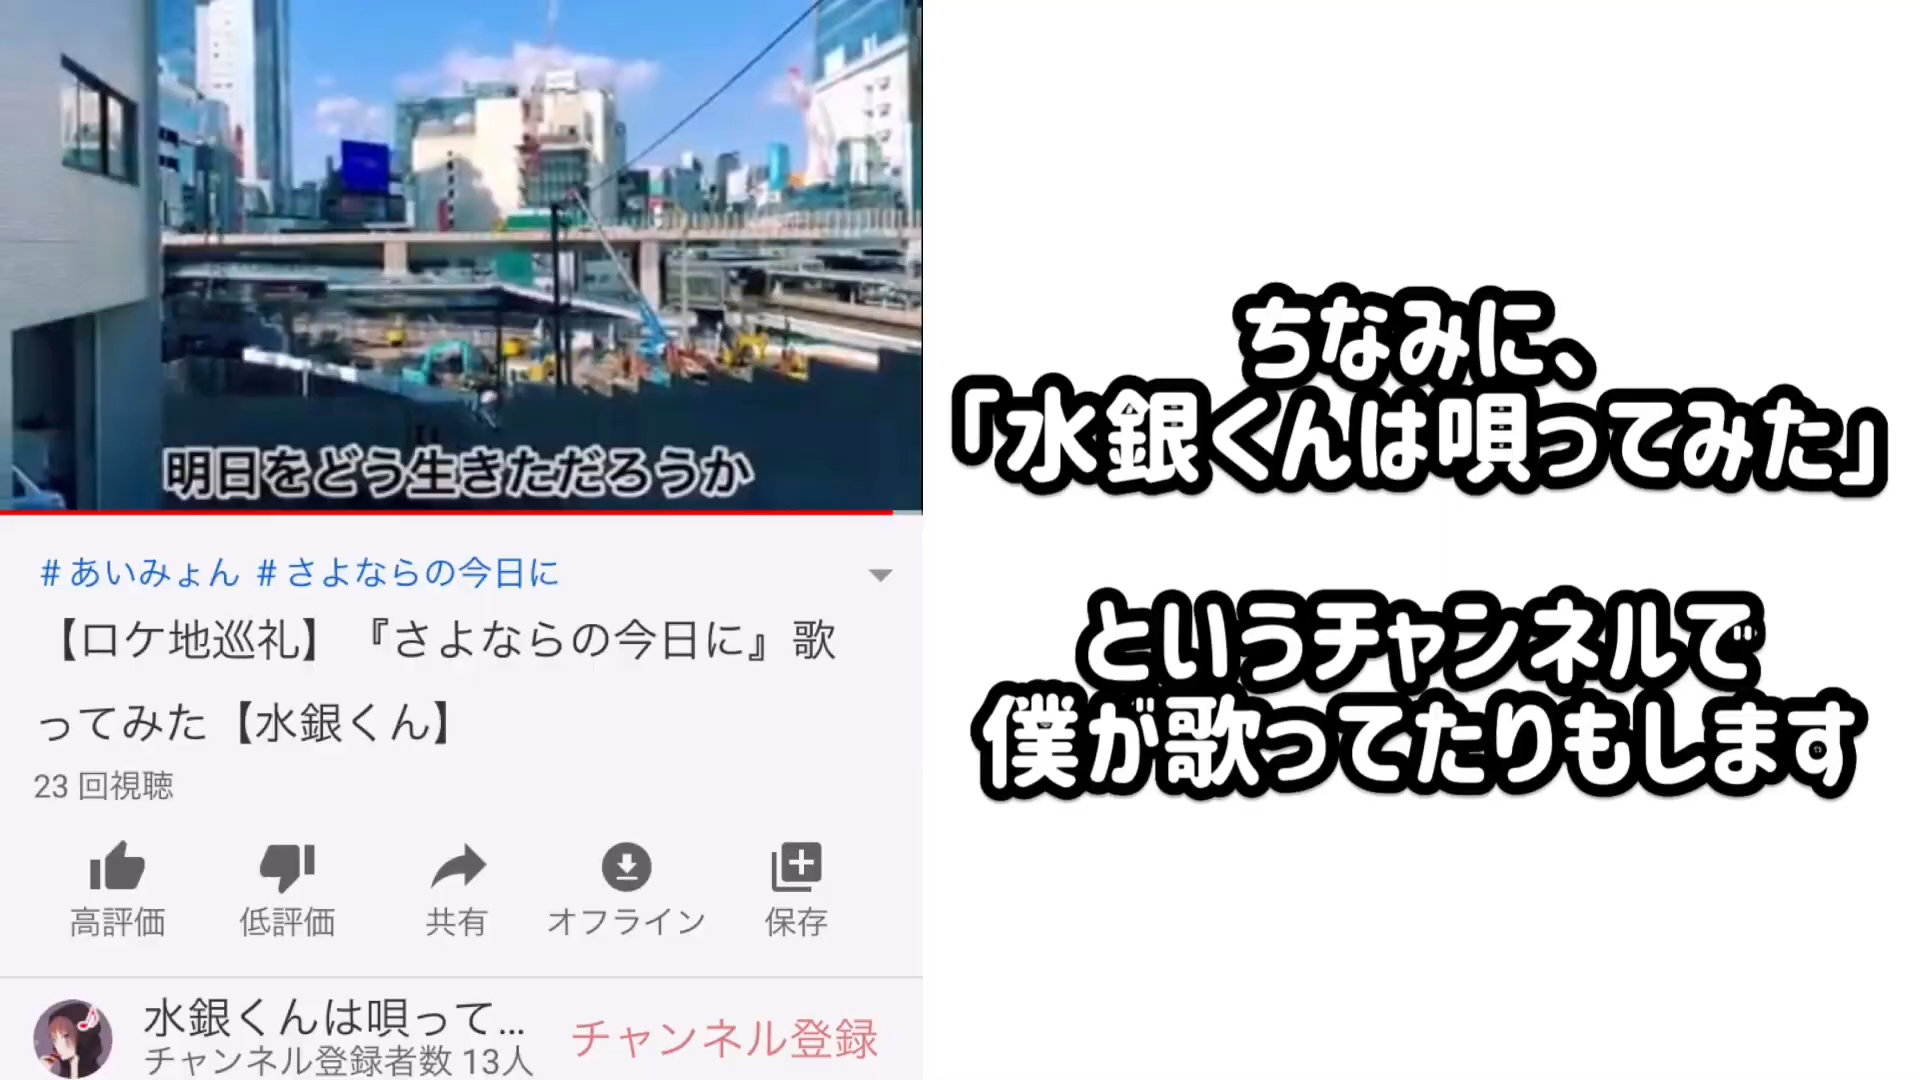 明日をどう生きただろうか
#あいみょん #さよならの今日に
【ロケ地巡礼】『さよならの今日に』歌
ってみた【水銀くん】
23 回視聴
高評価 低評価 共有 オフライン 保存
水銀くんは唄って…
チャンネル登録者数 13人
チャンネル登録
ちなみに、
「水銀くんは唄ってみた」
というチャンネルで
僕が歌ってたりもします